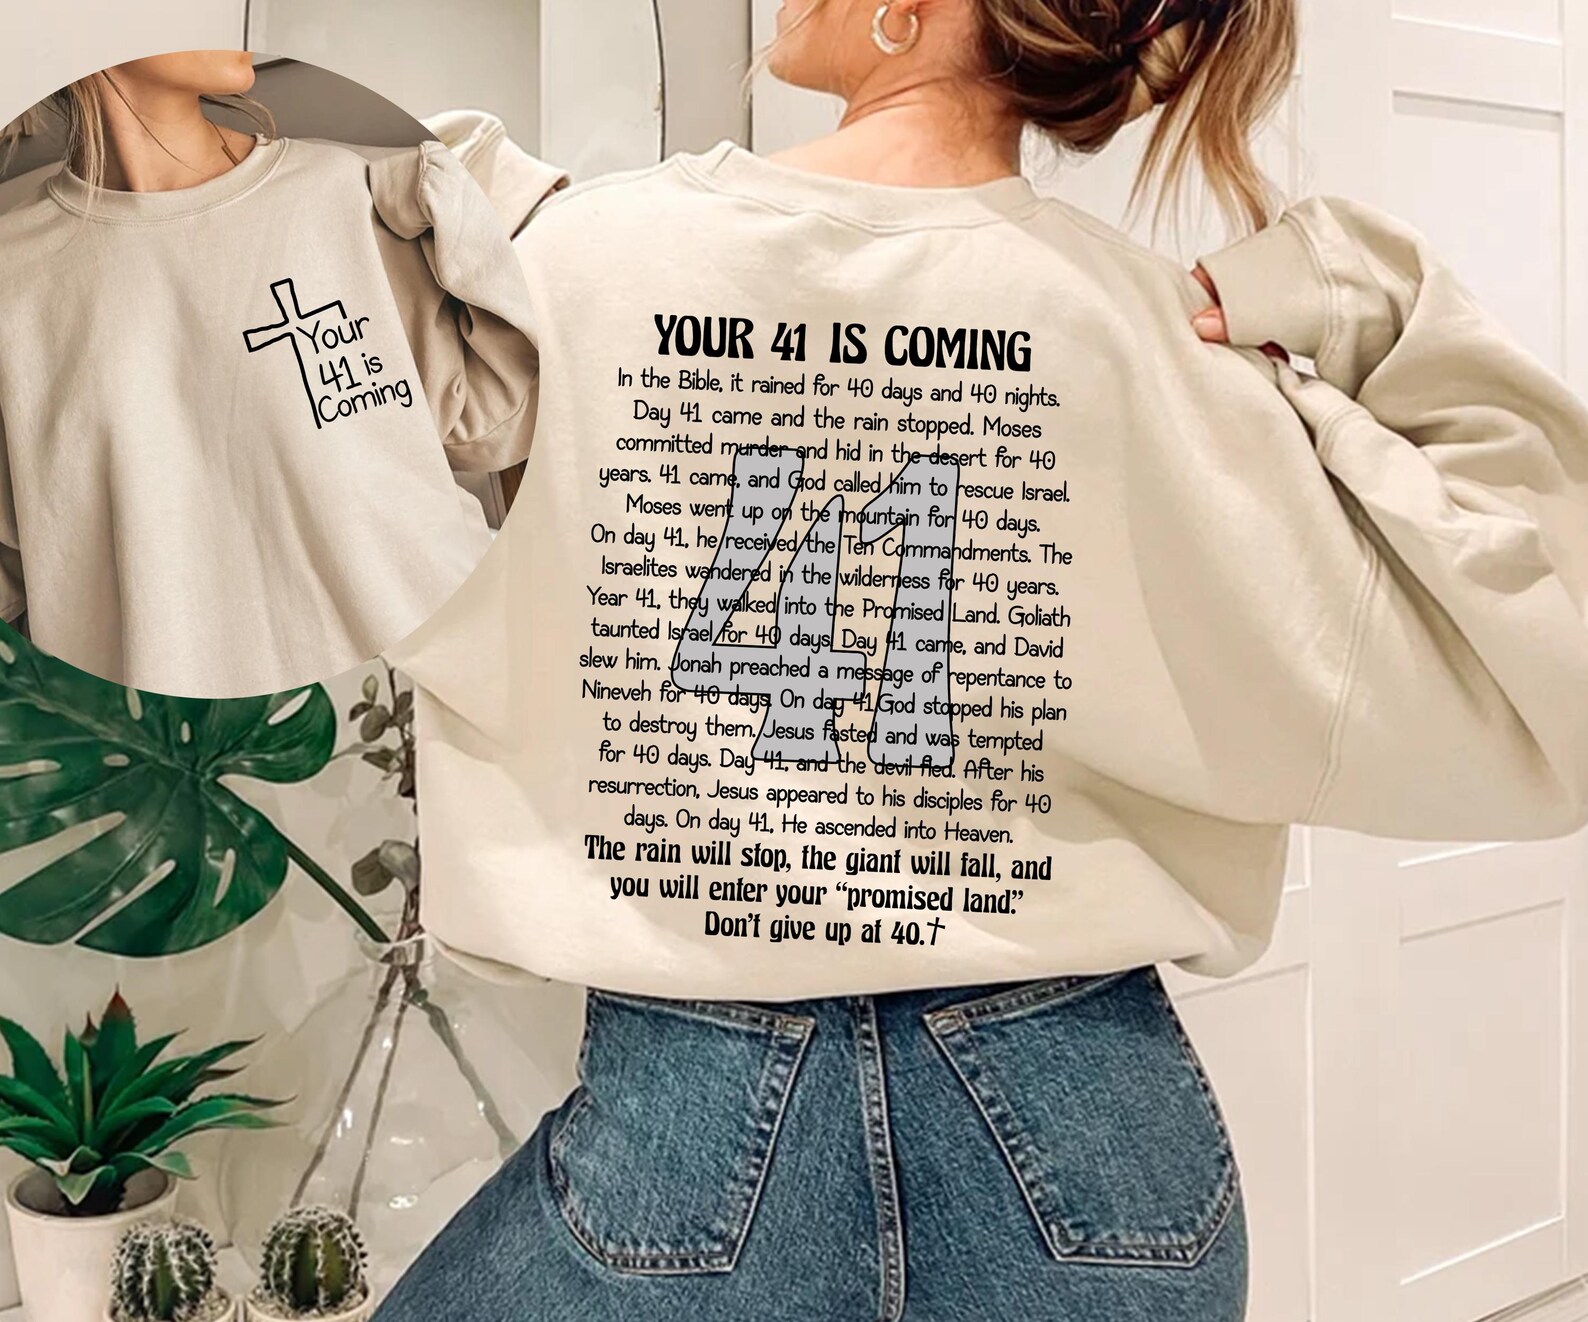 Your
41 is
Coming
YOUR 41 IS COMING
In the Bible, it rained for 40 days and 40 nights.
Day 41 came and the rain stopped. Moses
committed murder and hid in the desert for 40
years. 41 came, and God called him to rescue Israel.
Moses went up on the mountain for 40 days.
On day 41, he received the Ten Commandments. The
Israelites wandered in the wilderness for 40 years.
Year 41, they walked into the Promised Land. Goliath
taunted Israel for 40 days. Day 41 came, and David
slew him. Jonah preached a message of repentance to
Nineveh for 40 days. On day 41 God stopped his plan
to destroy them. Jesus fasted and was tempted
for 40 days. Day 41, and the devil fled. After his
resurrection, Jesus appeared to his disciples for 40
days. On day 41, He ascended into Heaven.
41
The rain will stop, the giant will fall, and
you will enter your “promised land.”
Don't give up at 40.✝